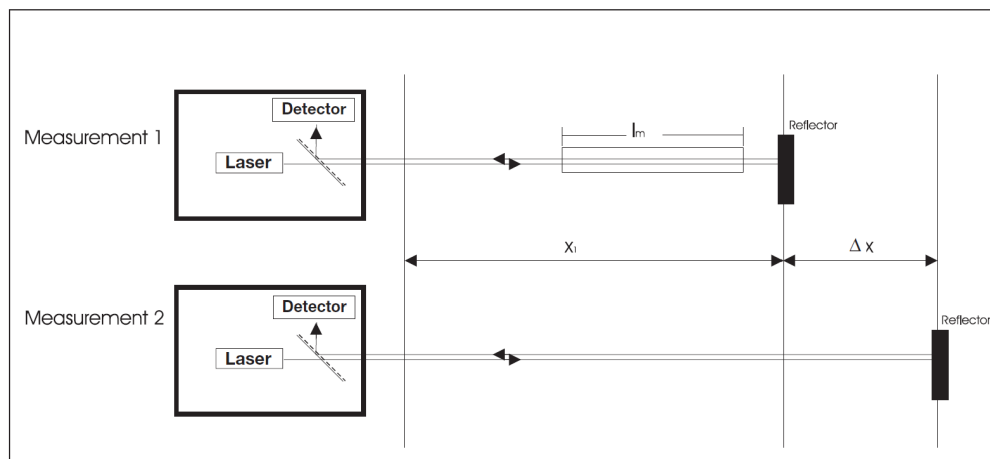 Detector
Measurement 1
lm
Reflector
Laser
X1
Δ X
Detector
Measurement 2
Reflector
Laser